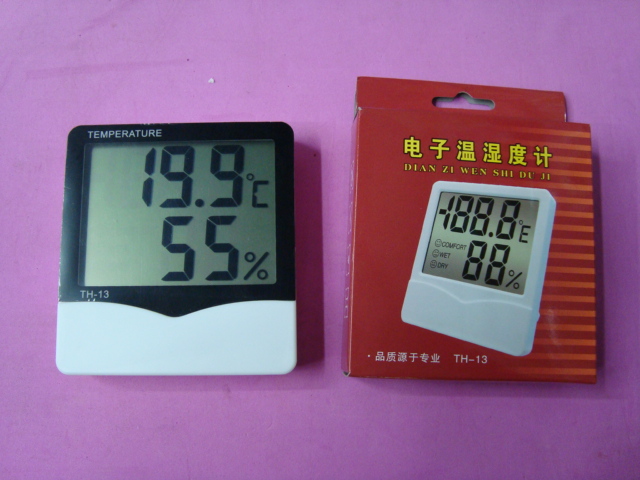 TEMPERATURE
19.9°C
55%
TH-13
电子温湿度计
DIAN ZI WEN SHI DU JI
-188.8°C
COMFORT
WET
DRY
88%
·品质源于专业 TH-13